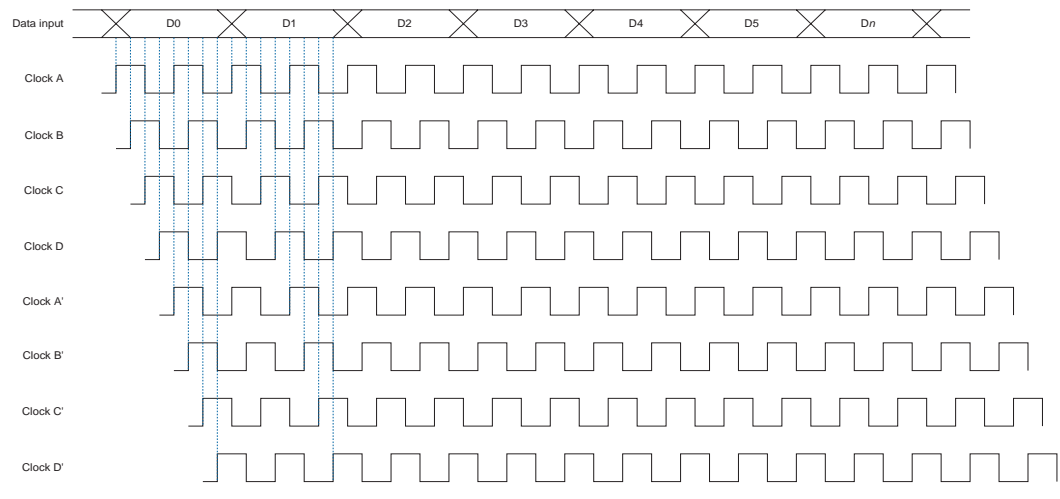 Data input D0 D1 D2 D3 D4 D5 Dn
Clock A
Clock B
Clock C
Clock D
Clock A'
Clock B'
Clock C'
Clock D'